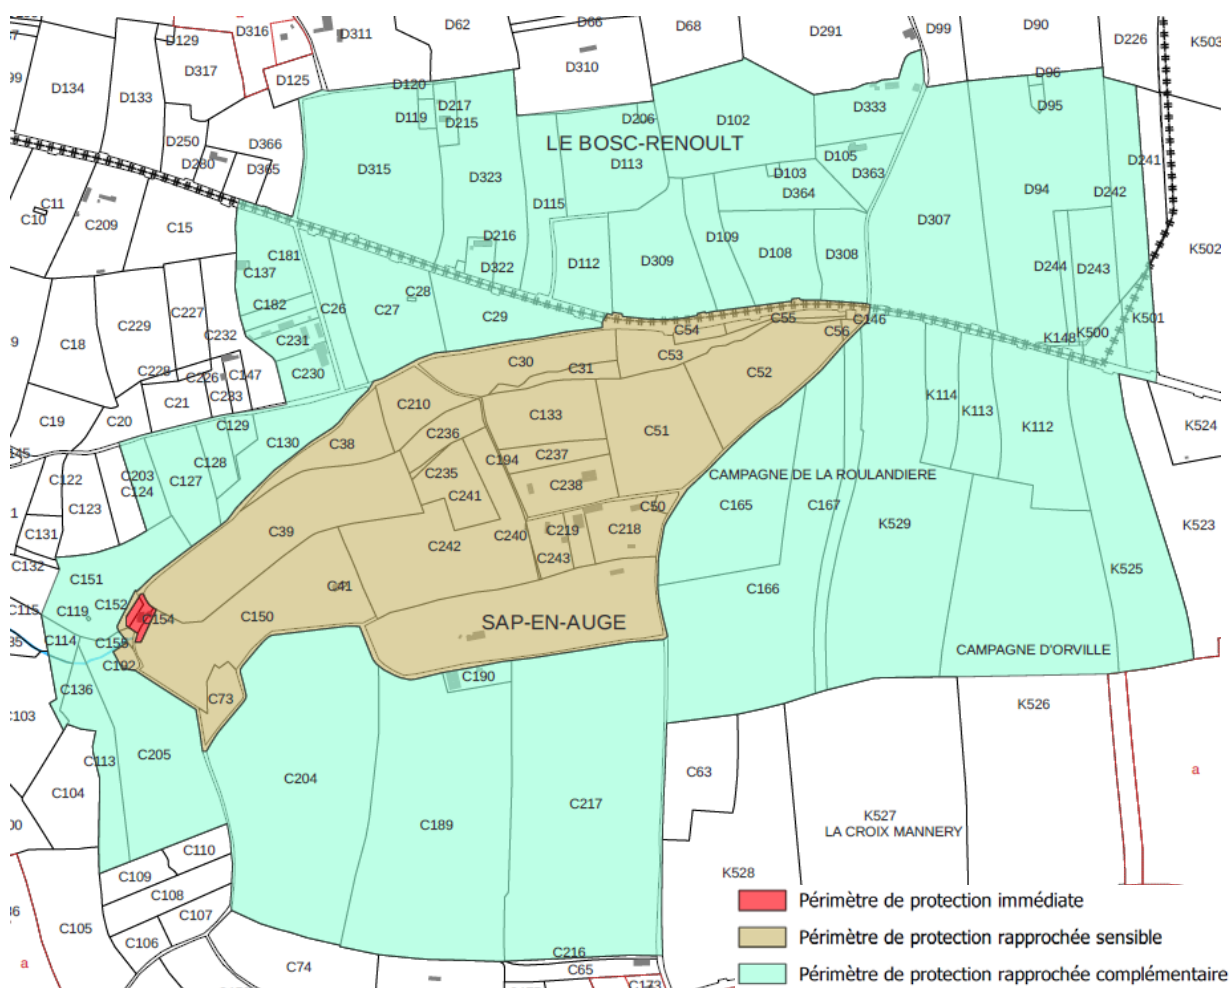 D316
D311
D62
D66
D68
D291
D99
D90
D226
K503
D129
D317
D310
D134
D133
D125
D120
D119
D217
D215
D206
D102
D333
D96
D95
LE BOSC-RENOULT
D250
D366
D280
D365
D315
D323
D113
D105
D103
D363
D364
D241
D94
D242
C11
C10
C209
C15
D115
D307
D216
D109
C181
C137
D322
D112
D309
D108
D308
D244
D243
K502
C182
C26
C27
C28
C29
C146
K501
K500
K148
C227
C229
C232
C18
C231
C54
C55
C56
C53
C30
C31
C52
C228
C226
C147
C230
C21
C233
C210
K114
K113
C19
C20
C129
C133
C130
C38
C236
C51
K112
K524
C128
C194
C237
C203
C127
C124
C235
C238
C241
CAMPAGNE DE LA ROULANDIERE
C122
C123
C50
C165
C167
C131
C39
C240
C219
C218
K529
K523
C242
C243
C132
C151
C41
C166
K525
C115
C119
C152
C154
C150
SAP-EN-AUGE
C114
C155
CAMPAGNE D'ORVILLE
C192
C136
C190
C73
K526
C103
C205
C113
C204
C63
a
C104
C217
C189
K527
LA CROIX MANNERY
C110
C109
K528
C108
C107
C105
C106
C216
C74
C65
a
Périmètre de protection immédiate
Périmètre de protection rapprochée sensible
Périmètre de protection rapprochée complémentaire